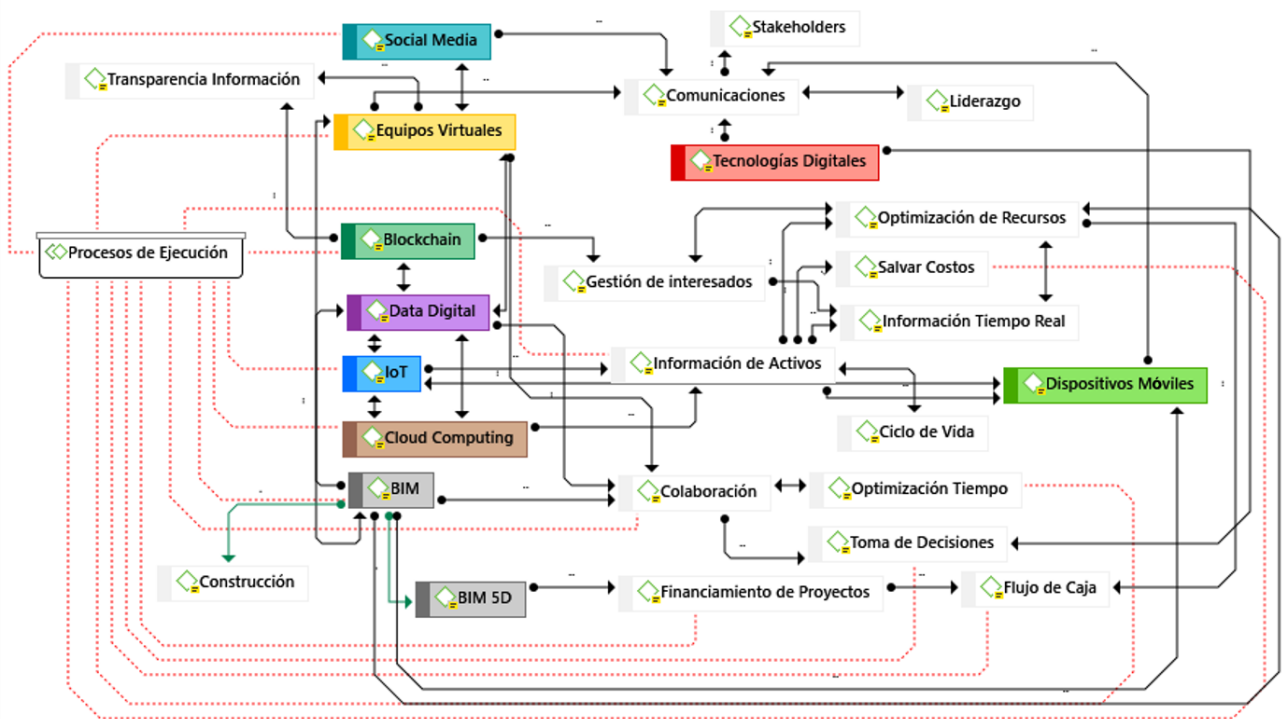 Stakeholders
Social Media
Transparencia Información
Comunicaciones
Liderazgo
Equipos Virtuales
Tecnologías Digitales
Optimización de Recursos
Blockchain
Procesos de Ejecución
Salvar Costos
Gestión de interesados
Data Digital
Información Tiempo Real
Información de Activos
IoT
Dispositivos Móviles
Ciclo de Vida
Cloud Computing
BIM
Colaboración
Optimización Tiempo
Toma de Decisiones
Construcción
BIM 5D
Financiamiento de Proyectos
Flujo de Caja